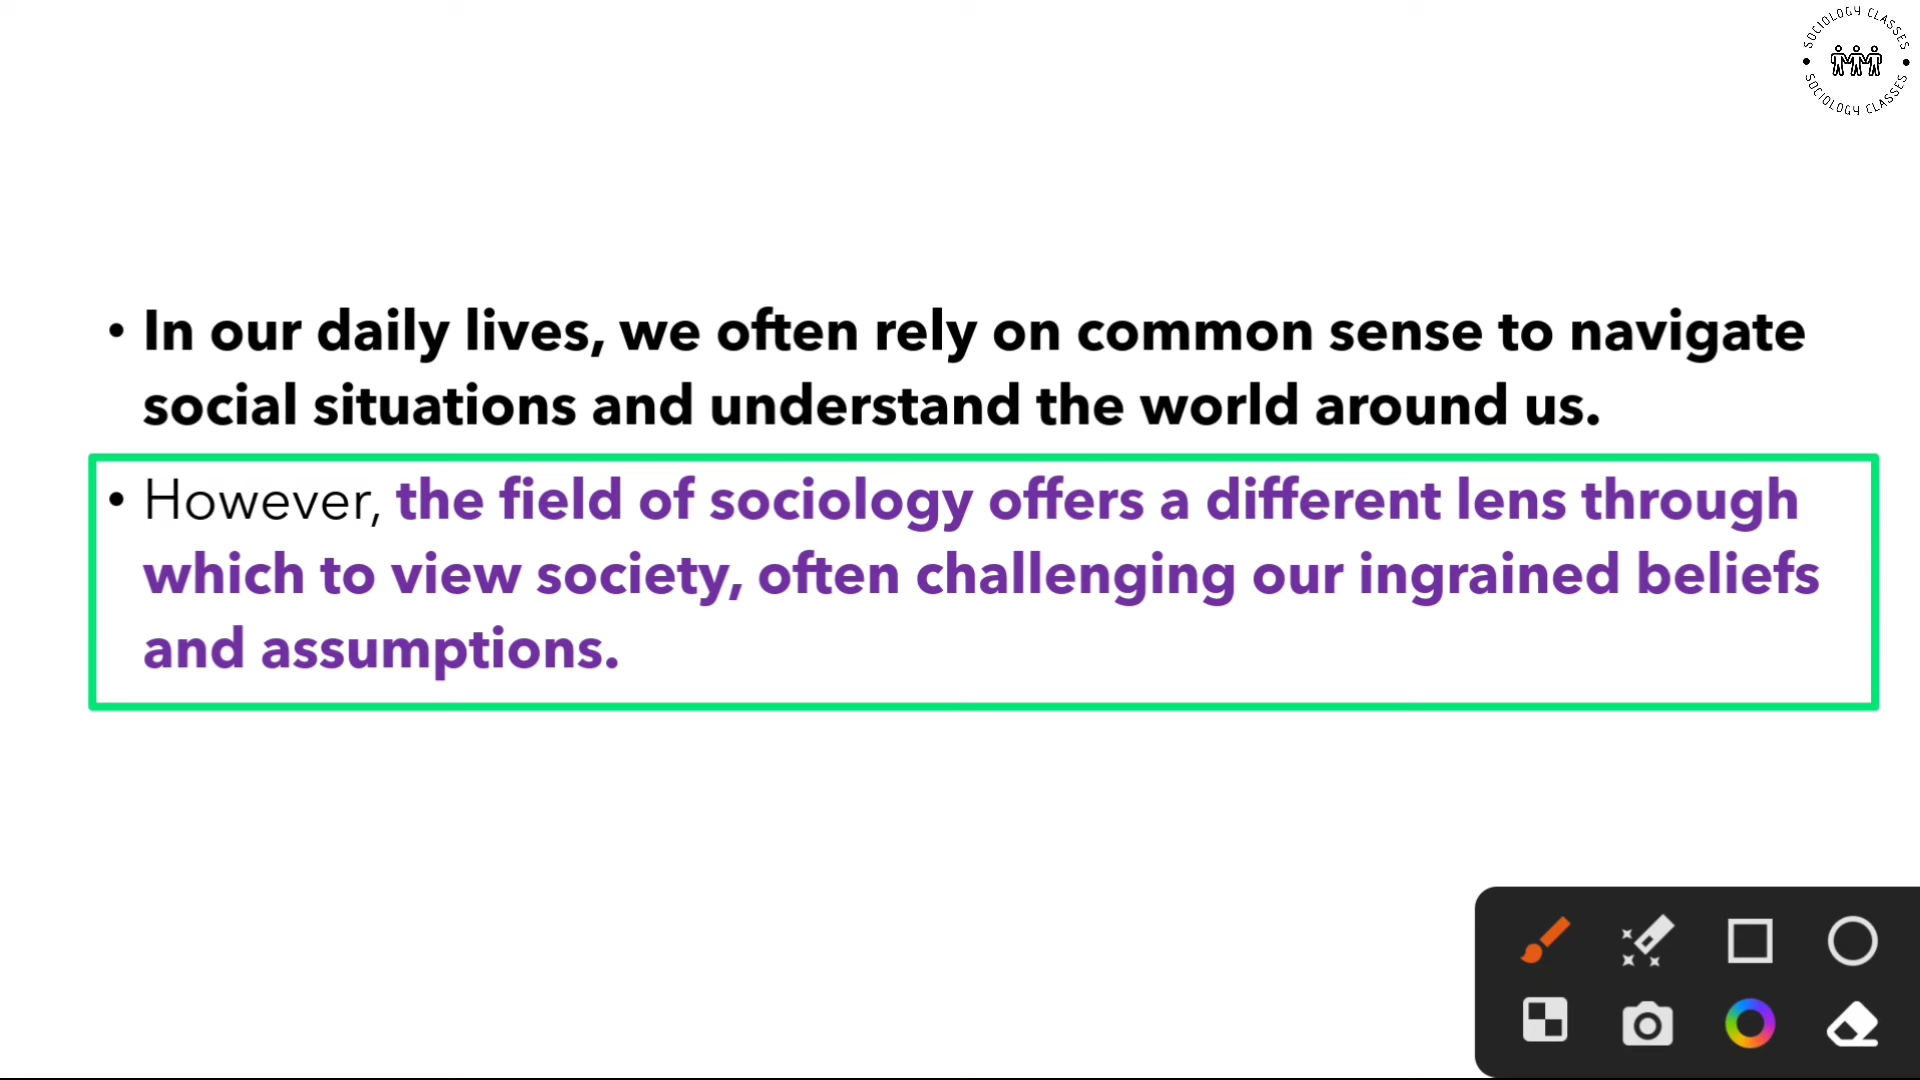 SOCIOLOGY CLASSES
SOCIOLOGY CLASSES
• In our daily lives, we often rely on common sense to navigate
social situations and understand the world around us.
• However, the field of sociology offers a different lens through
which to view society, often challenging our ingrained beliefs
and assumptions.